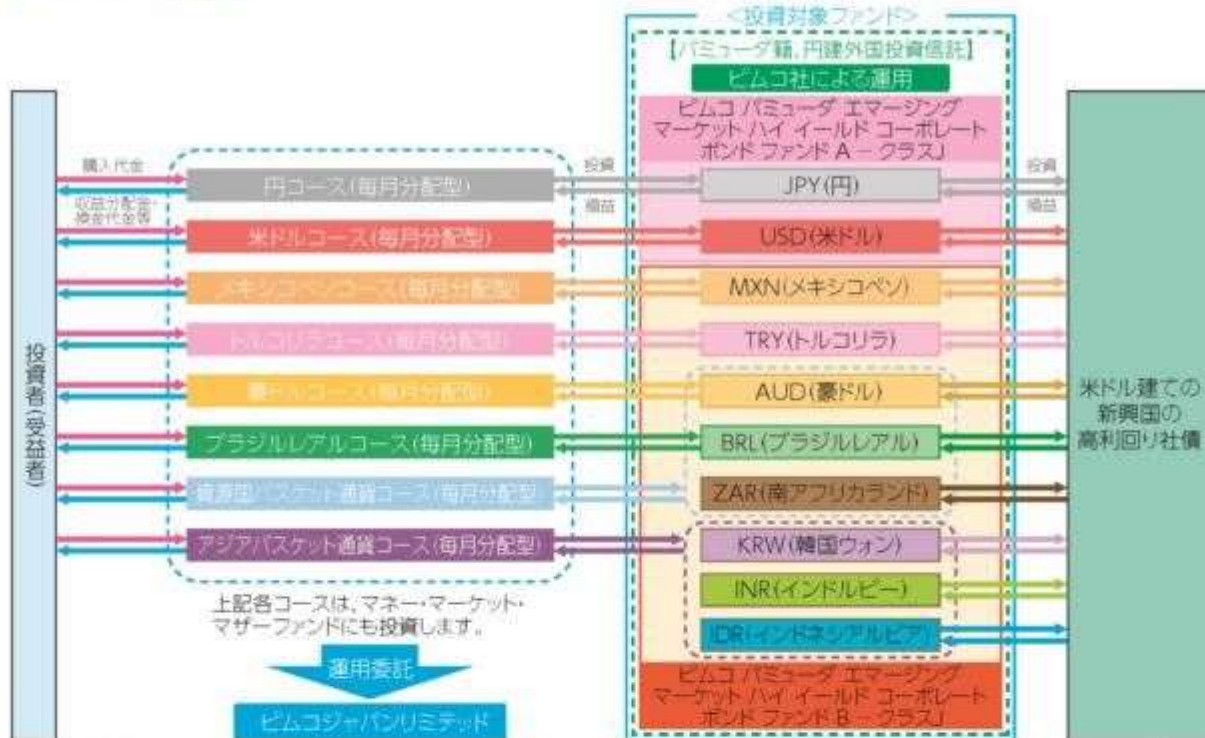 <投資対象ファンド>
【バミューダ籍、円建外国投資信託】
ピムコ社による運用
ピムコ バミューダ エマージング
マーケット ハイ イールド コーポレート
ボンド ファンド A － クラスJ
購入代金
収益分配金・
換金代金等
投資
損益
投資
損益
円コース(毎月分配型)
JPY(円)
米ドルコース(毎月分配型)
USD(米ドル)
メキシコペソコース(毎月分配型)
MXN(メキシコペソ)
トルコリラコース(毎月分配型)
TRY(トルコリラ)
豪ドルコース(毎月分配型)
AUD(豪ドル)
ブラジルレアルコース(毎月分配型)
BRL(ブラジルレアル)
資源国バスケット通貨コース(毎月分配型)
ZAR(南アフリカランド)
アジアバスケット通貨コース(毎月分配型)
KRW(韓国ウォン)
INR(インドルピー)
IDR(インドネシアルピア)
投資者(受益者)
米ドル建ての
新興国の
高利回り社債
上記各コースは、マネー・マーケット・
マザーファンドにも投資します。
運用委託
ピムコジャパンリミテッド
ピムコ バミューダ エマージング
マーケット ハイ イールド コーポレート
ボンド ファンド B － クラスJ